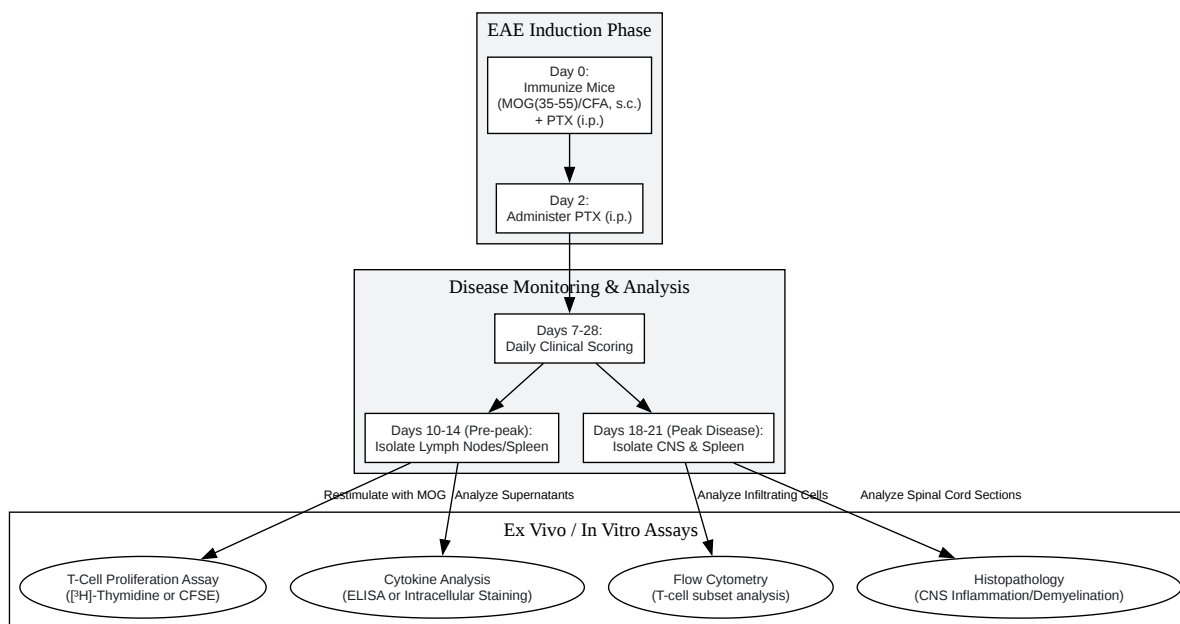 EAE Induction Phase
Day 0:
Immunize Mice
(MOG(35-55)/CFA, s.c.)
+ PTX (i.p.)
Day 2:
Administer PTX (i.p.)
Disease Monitoring & Analysis
Days 7-28:
Daily Clinical Scoring
Days 10-14 (Pre-peak):
Isolate Lymph Nodes/Spleen
Days 18-21 (Peak Disease):
Isolate CNS & Spleen
Restimulate with MOG
Analyze Supernatants
Analyze Infiltrating Cells
Analyze Spinal Cord Sections
Ex Vivo / In Vitro Assays
T-Cell Proliferation Assay
([³H]-Thymidine or CFSE)
Cytokine Analysis
(ELISA or Intracellular Staining)
Flow Cytometry
(T-cell subset analysis)
Histopathology
(CNS Inflammation/Demyelination)